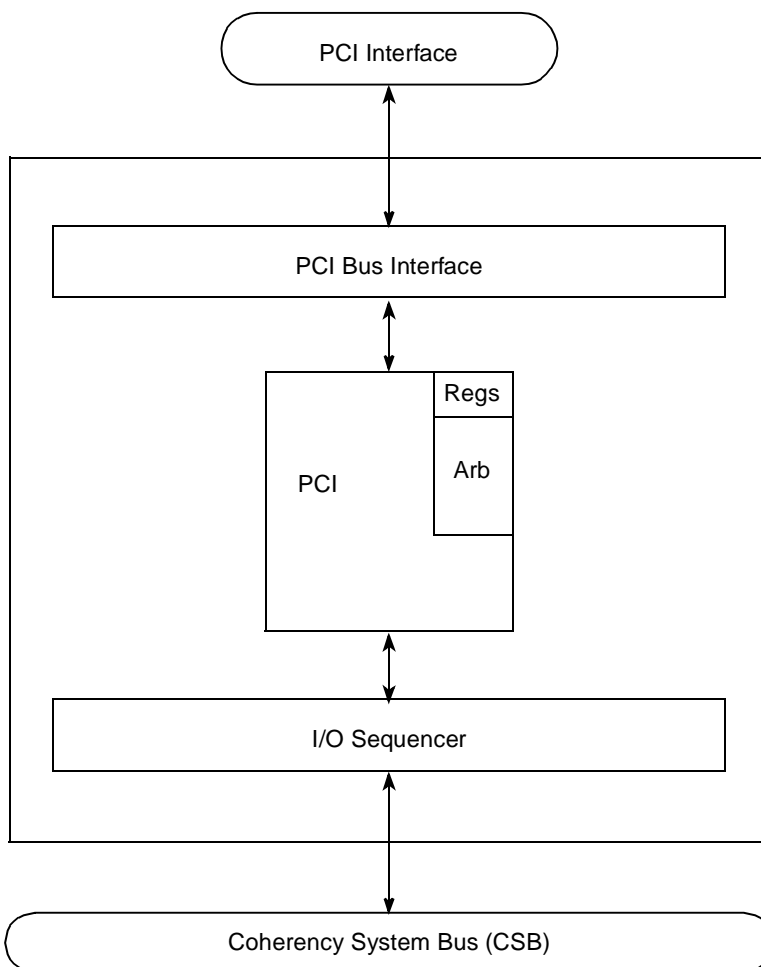 PCI Interface
PCI Bus Interface
Regs
Arb
PCI
I/O Sequencer
Coherency System Bus (CSB)